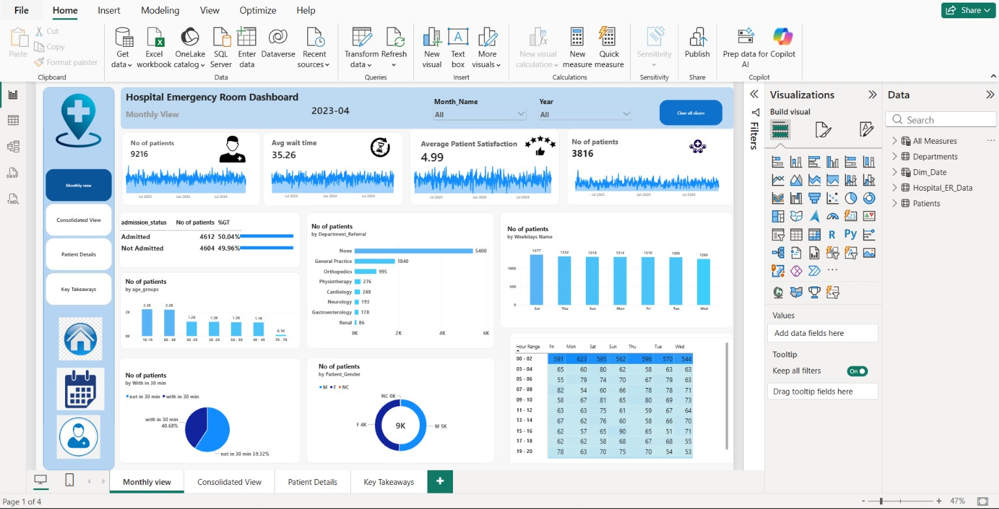 File Home Insert Modeling View Optimize Help Share
Paste Cut Copy Format painter
Get data Excel workbook OneLake catalog SQL Server Enter data Dataverse Recent sources
Transform data Refresh
New visual Text box More visuals
New visual calculation New measure Quick measure
Sensitivity
Publish
Prep data for AI Copilot
Clipboard Data Queries Insert Calculations Sensitivity Share Copilot
DAX
TMDL
Monthly view
Consolidated View
Patient Details
Key Takeaways
Hospital Emergency Room Dashboard
Monthly View
2023-04
Month_Name
All
Year
All
Clear all slicers
No of patients
9216
Jul 2023 Jan 2024 Jul 2024
Avg wait time
35.26
Jul 2023 Jan 2024 Jul 2024
Average Patient Satisfaction
4.99
Jul 2023 Jan 2024 Jul 2024
No of patients
3816
Jul 2023 Jan 2024 Jul 2024
admission_status No of patients %GT
Admitted 4612 50.04%
Not Admitted 4604 49.96%
No of patients
by age_groups
2.2K 2.2K 1.2K 1.2K 1.2K 1.1K 0.1K
2K
0K
10-19 60 - 69 30 -39 20 -29 50 - 59 40 - 49 70 - 79
No of patients
by With in 30 min
not in 30 min with in 30 min
with in 30 min
40.68%
not in 30 min 59.32%
No of patients
by Department_Referral
None 5400
General Practice 1840
Orthopedics 995
Physiotherapy 276
Cardiology 248
Neurology 193
Gastroenterology 178
Renal 86
0K 2K 4K 6K
No of patients
by Patient_Gender
M F NC
NC 0K
F 4K
9K
M 5K
No of patients
by Weekdays Name
1377 1332 1318 1314 1310 1305 1260
1000
500
0
Sat Thu Sun Mon Fri Tue Wed
Hour Range Fri Mon Sat Sun Thu Tue Wed
00 - 02 591 623 595 562 596 570 544
03 - 04 65 60 80 62 58 63 63
05 - 06 55 79 74 70 67 79 63
07 - 08 82 54 60 66 78 78 71
09 - 10 58 67 81 65 80 69 73
11 - 12 63 63 75 61 59 67 64
13 - 14 67 62 76 60 58 66 70
15 - 16 62 57 65 90 65 51 71
17 - 18 62 62 58 68 67 68 55
19 - 20 78 63 70 75 70 54 53
Filters
Visualizations
Build visual
R Py
123
Values
Add data fields here
Tooltip
Keep all filters On
Drag tooltip fields here
Data
Search
All Measures
Departments
Dim_Date
Hospital_ER_Data
Patients
Monthly view Consolidated View Patient Details Key Takeaways +
Page 1 of 4
- + 47%